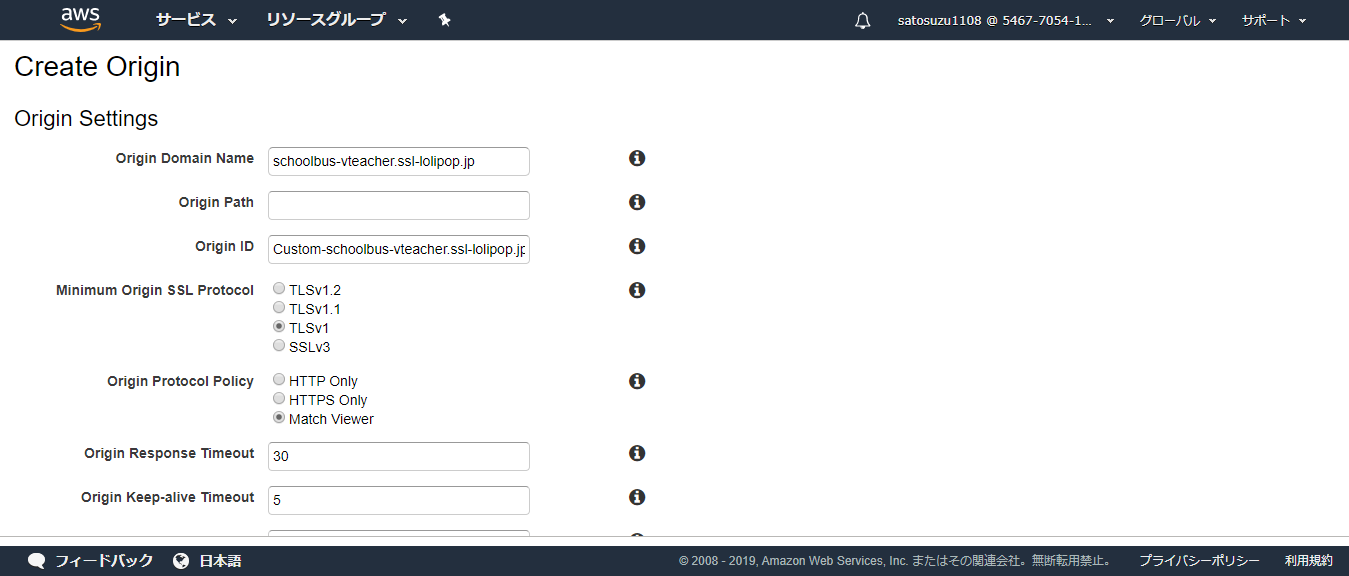 aws サービス リソースグループ satosuzu1108 @ 5467-7054-1... グローバル サポート
Create Origin
Origin Settings
Origin Domain Name schoolbus-vteacher.ssl-lolipop.jp
Origin Path
Origin ID Custom-schoolbus-vteacher.ssl-lolipop.jp
Minimum Origin SSL Protocol TLSv1.2
TLSv1.1
TLSv1
SSLv3
Origin Protocol Policy HTTP Only
HTTPS Only
Match Viewer
Origin Response Timeout 30
Origin Keep-alive Timeout 5
フィードバック 日本語 © 2008 - 2019, Amazon Web Services, Inc. またはその関連会社。無断転用禁止。 プライバシーポリシー 利用規約